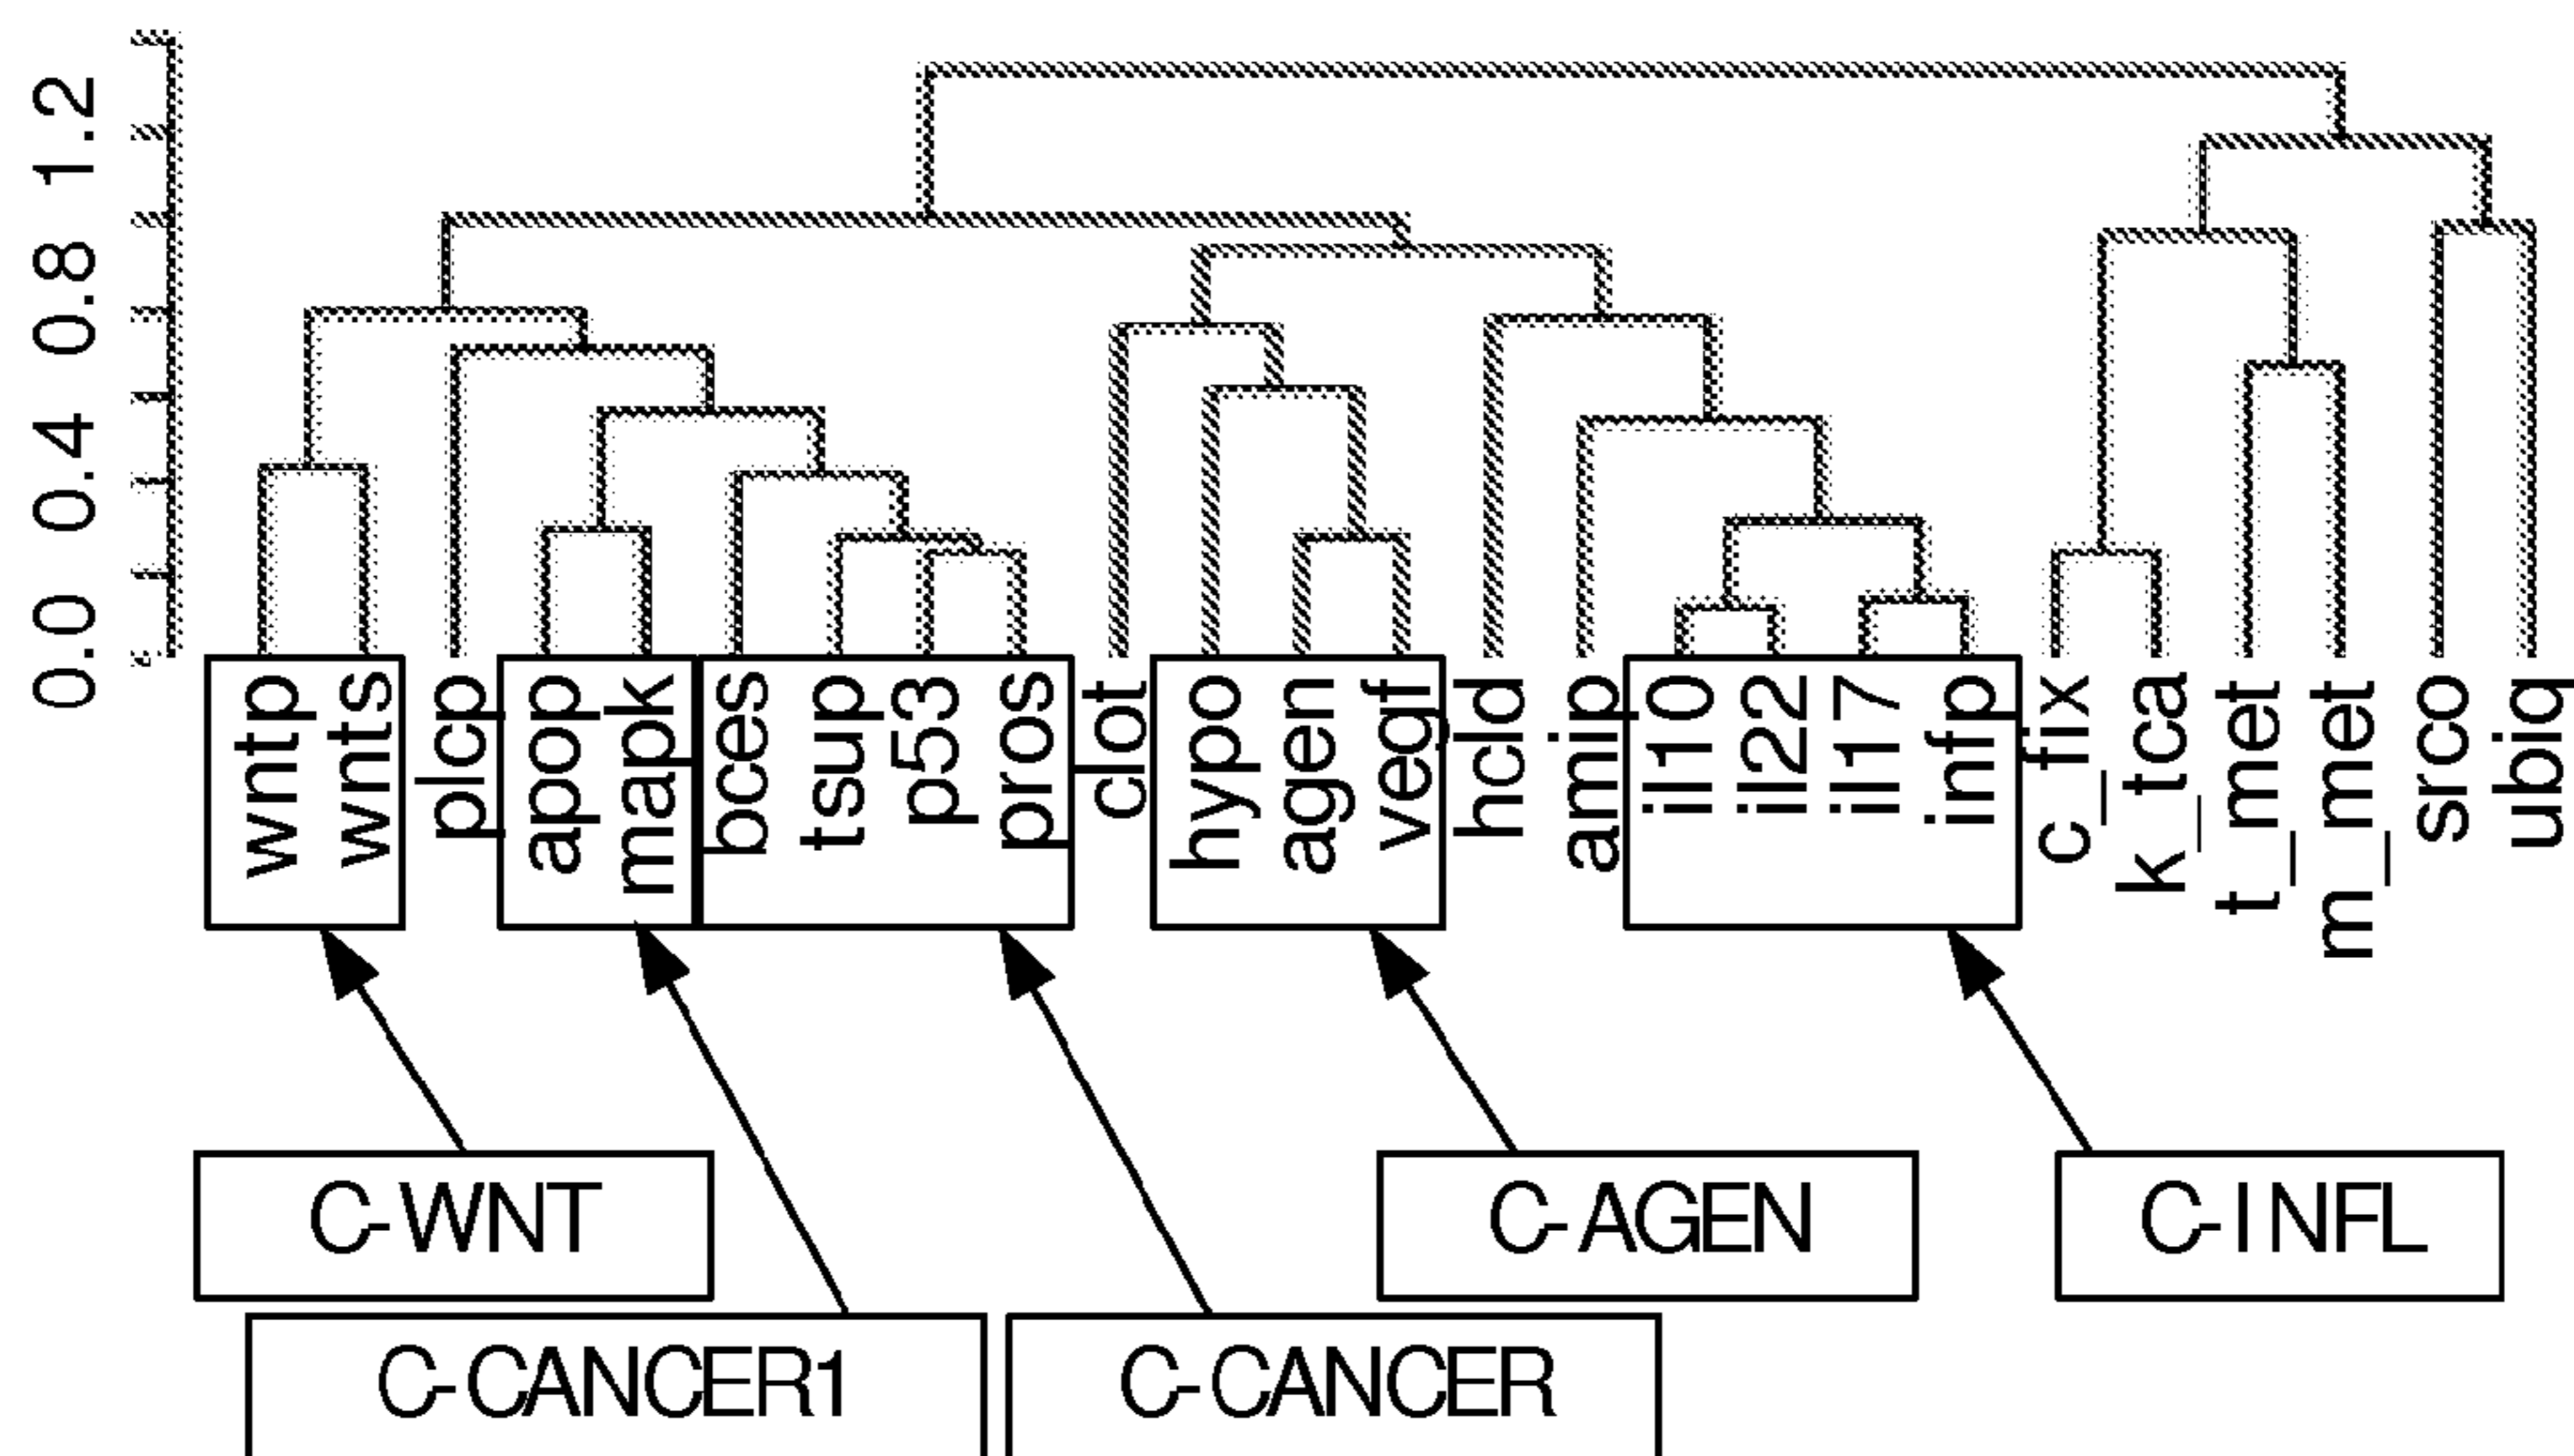 1.2
0.8
0.4
0.0
wntp
wnts
plcp
apop
mapk
bces
tsup
p53
pros
clot
hypo
agen
vegf
hcld
amip
il10
il22
il17
infp
c_fix
k_tca
t_met
m_met
srco
ubiq
C-WNT
C-AGEN
C-INFL
C-CANCER1
C-CANCER